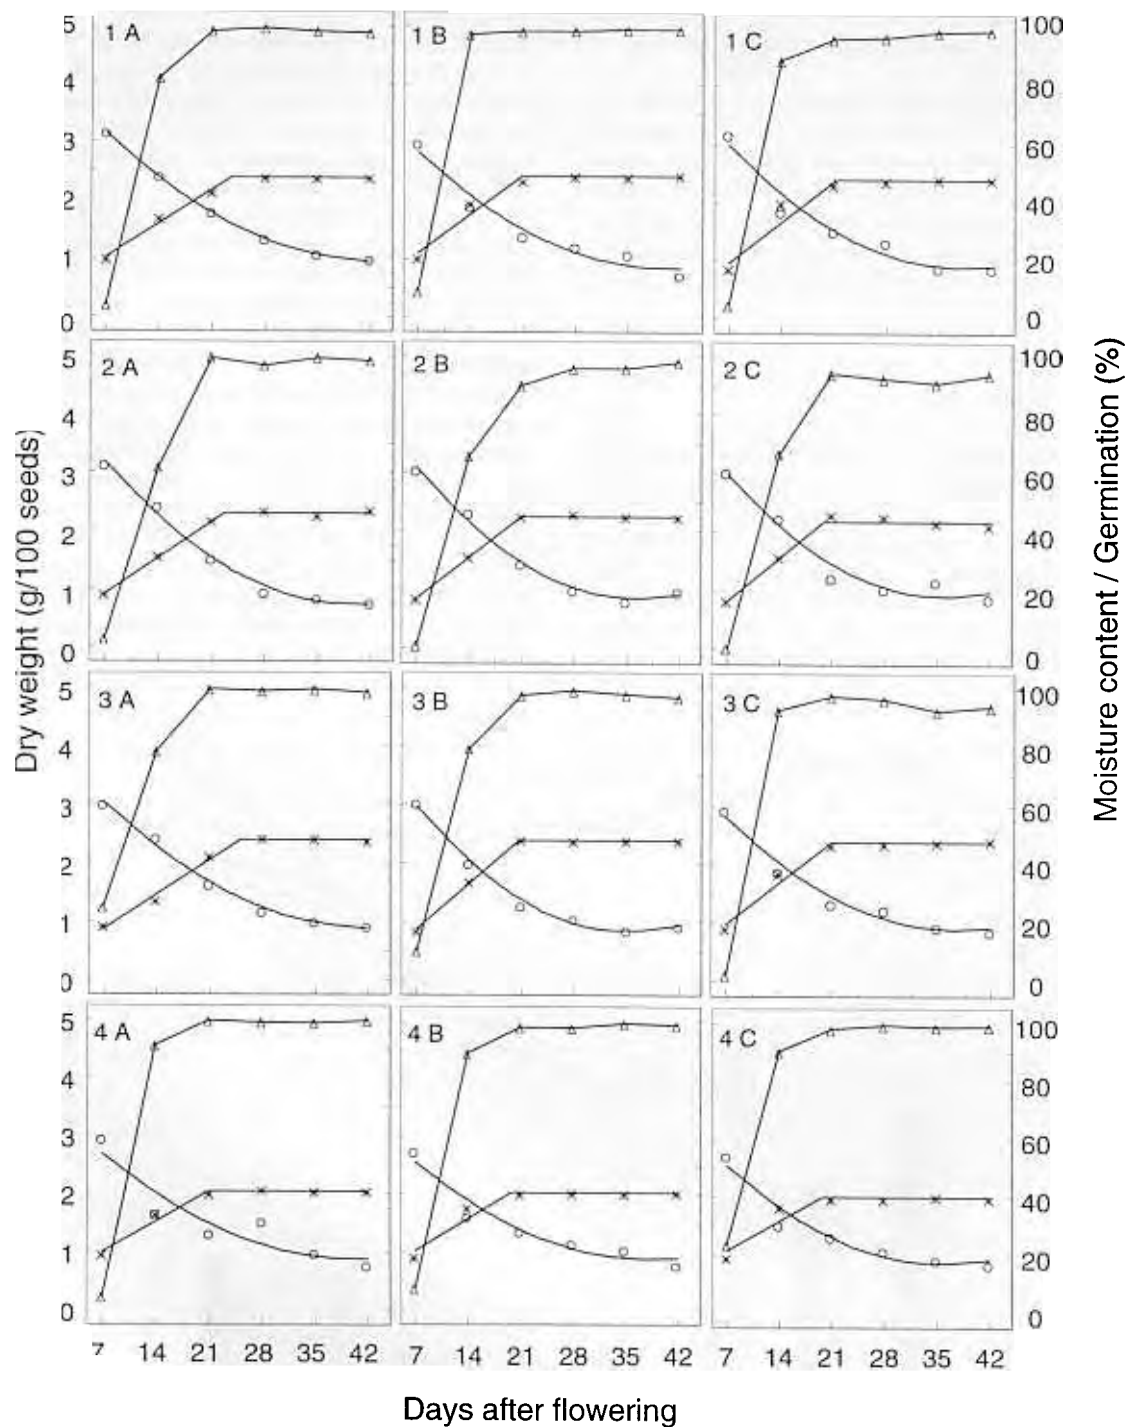 5
4
3
2
1
0
1 A
1 B
1 C
100
80
60
40
20
0
5
4
3
2
1
0
2 A
2 B
2 C
100
80
60
40
20
0
5
4
3
2
1
0
3 A
3 B
3 C
100
80
60
40
20
0
5
4
3
2
1
0
4 A
4 B
4 C
100
80
60
40
20
0
Dry weight (g/100 seeds)
Moisture content / Germination (%)
7 14 21 28 35 42
7 14 21 28 35 42
7 14 21 28 35 42
Days after flowering